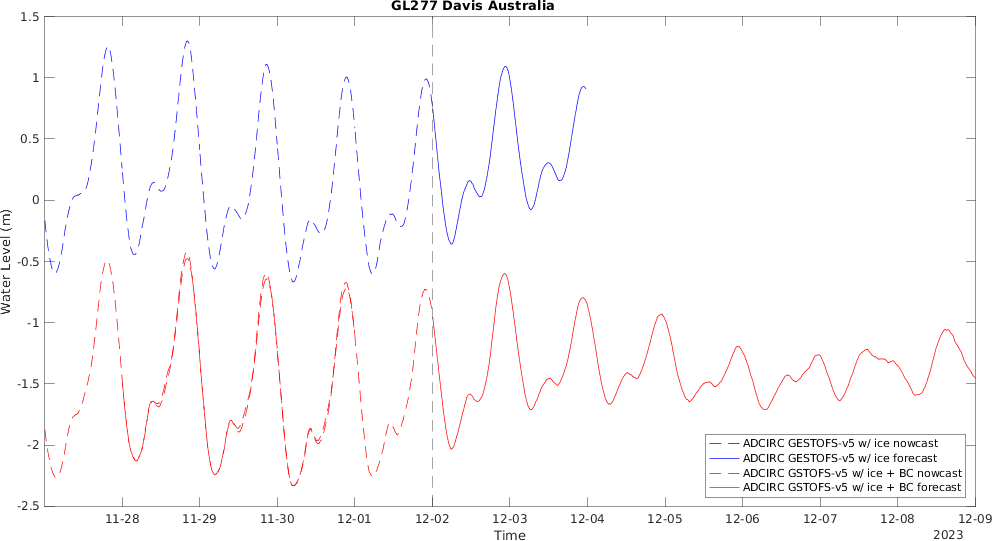 GL277 Davis Australia
1.5
1
0.5
0
-0.5
-1
-1.5
-2
-2.5
Water Level (m)
11-28 11-29 11-30 12-01 12-02 12-03 12-04 12-05 12-06 12-07 12-08 12-09
Time
2023
ADCIRC GESTOFS-v5 w/ ice nowcast
ADCIRC GESTOFS-v5 w/ ice forecast
ADCIRC GSTOFS-v5 w/ ice + BC nowcast
ADCIRC GSTOFS-v5 w/ ice + BC forecast